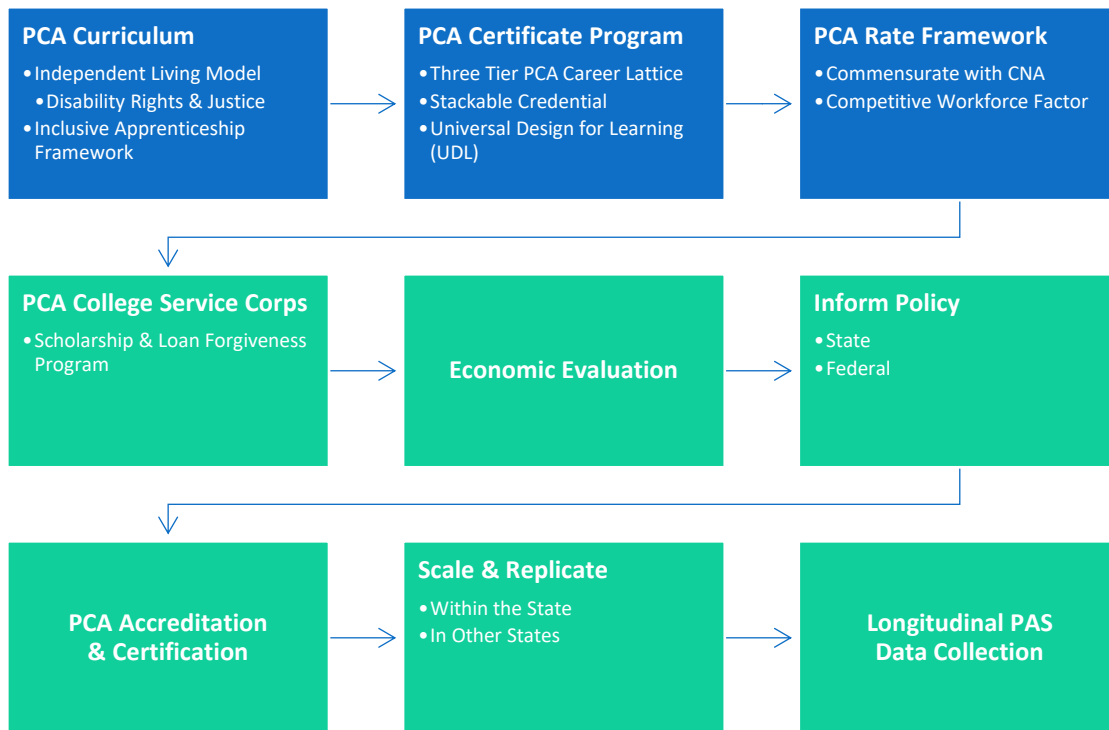 PCA Curriculum
•Independent Living Model
•Disability Rights & Justice
•Inclusive Apprenticeship
Framework
PCA Certificate Program
•Three Tier PCA Career Lattice
•Stackable Credential
•Universal Design for Learning
(UDL)
PCA Rate Framework
•Commensurate with CNA
•Competitive Workforce Factor
PCA College Service Corps
•Scholarship & Loan Forgiveness
Program
Economic Evaluation
Inform Policy
•State
•Federal
PCA Accreditation
& Certification
Scale & Replicate
•Within the State
•In Other States
Longitudinal PAS
Data Collection